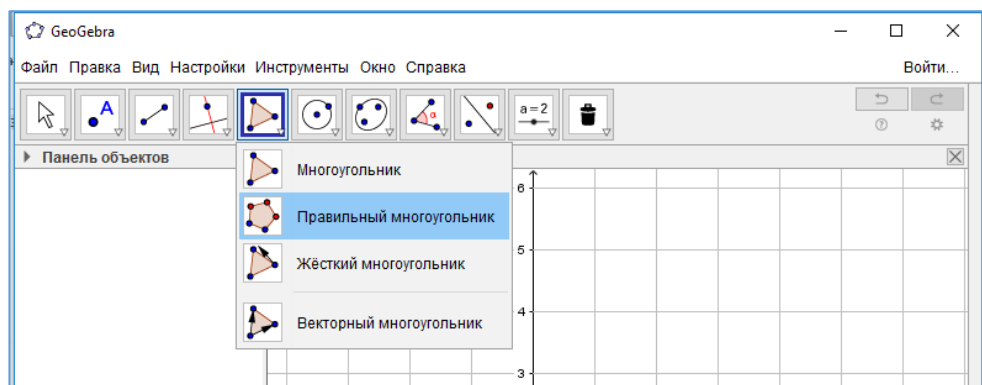 GeoGebra
Файл Правка Вид Настройки Инструменты Окно Справка Войти...
A α a=2
Панель объектов
Многоугольник
Правильный многоугольник
Жёсткий многоугольник
Векторный многоугольник
6
5
4
3